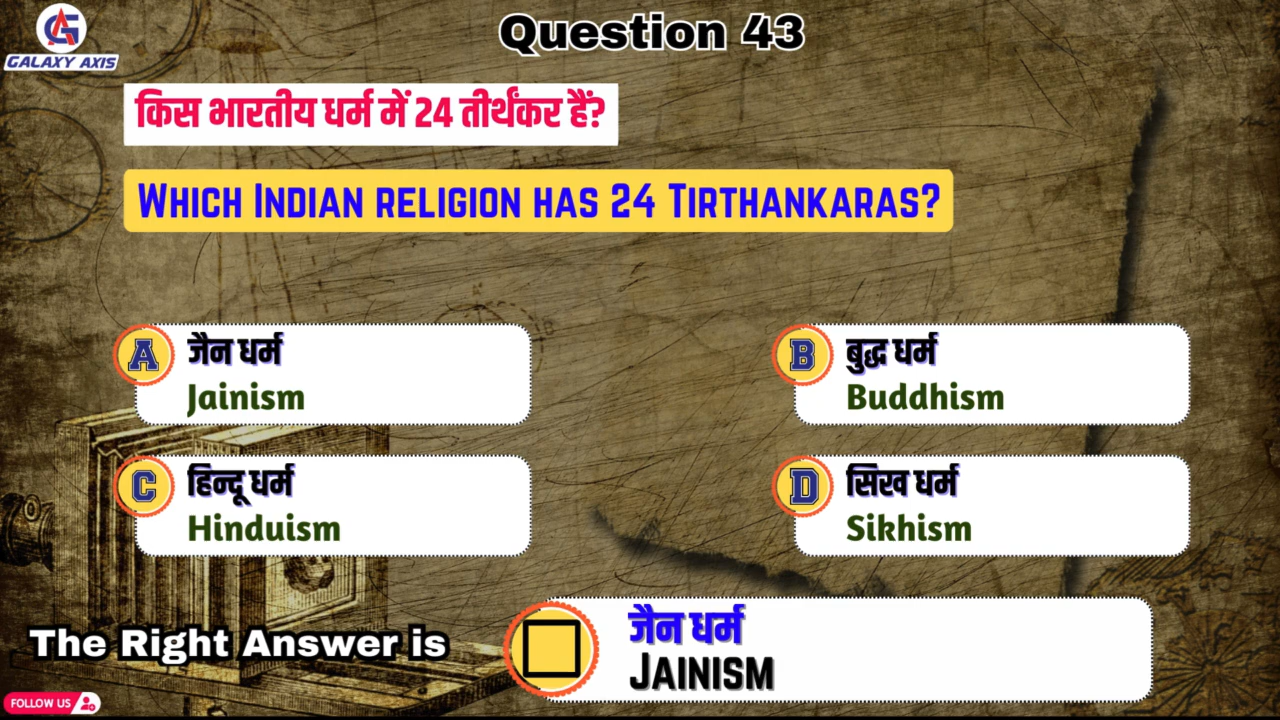 GALAXY AXIS
Question 43
किस भारतीय धर्म में 24 तीर्थंकर हैं?
WHICH INDIAN RELIGION HAS 24 TIRTHANKARAS?
A
जैन धर्म
Jainism
B
बुद्ध धर्म
Buddhism
C
हिन्दू धर्म
Hinduism
D
सिख धर्म
Sikhism
The Right Answer is
जैन धर्म
JAINISM
FOLLOW US